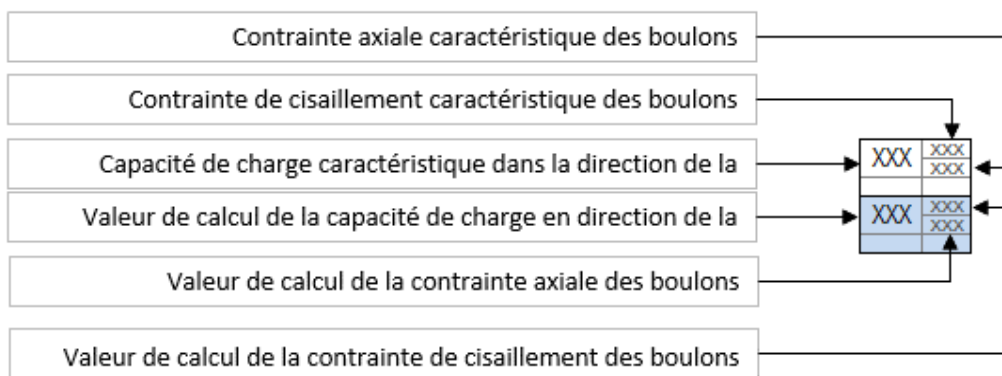 Contrainte axiale caractéristique des boulons
Contrainte de cisaillement caractéristique des boulons
Capacité de charge caractéristique dans la direction de la
Valeur de calcul de la capacité de charge en direction de la
Valeur de calcul de la contrainte axiale des boulons
Valeur de calcul de la contrainte de cisaillement des boulons
XXX
XXX
XXX
XXX
XXX
XXX